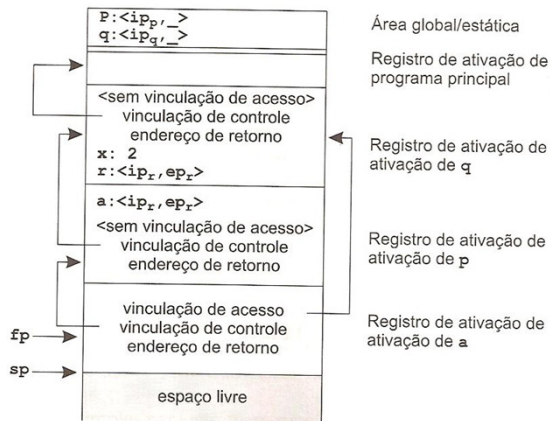 P:<ip_p,_>
q:<ip_q,_>
Área global/estática
Registro de ativação de
programa principal
<sem vinculação de acesso>
vinculação de controle
endereço de retorno
x: 2
r:<ip_r,ep_r>
Registro de ativação de
ativação de q
a:<ip_r,ep_r>
<sem vinculação de acesso>
vinculação de controle
endereço de retorno
Registro de ativação de
ativação de p
vinculação de acesso
vinculação de controle
endereço de retorno
Registro de ativação de
ativação de a
fp
sp
espaço livre